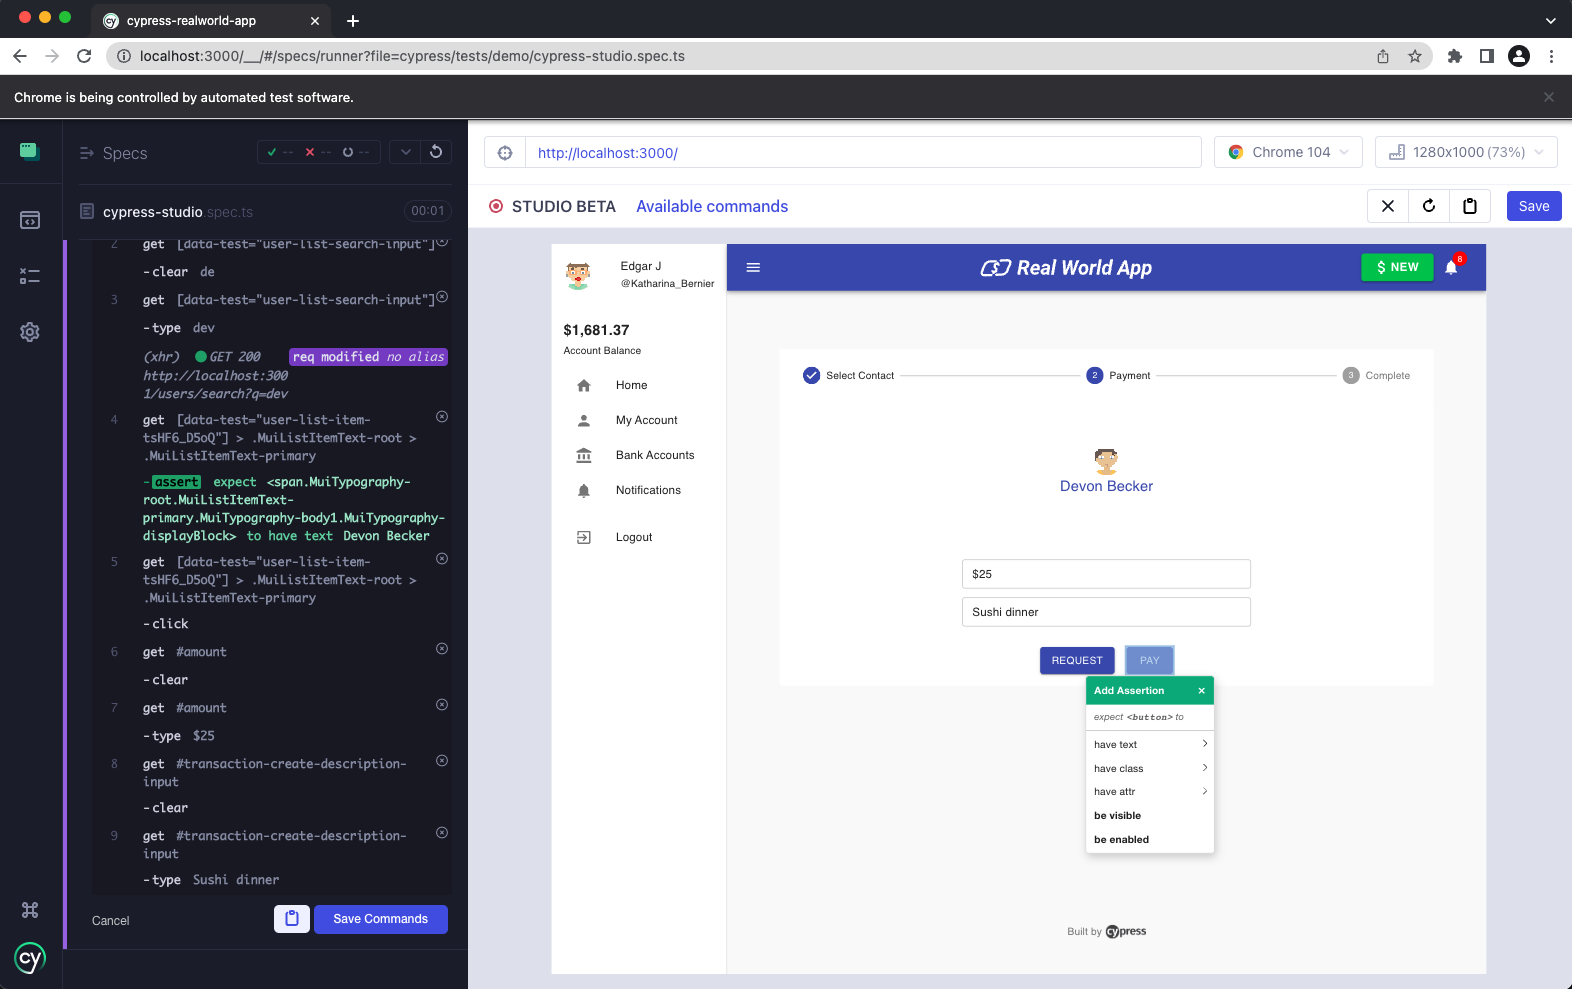 cypress-realworld-app
localhost:3000/__/#/specs/runner?file=cypress/tests/demo/cypress-studio.spec.ts
Chrome is being controlled by automated test software.
Specs
-- -- --
cypress-studio.spec.ts 00:01
2 get [data-test="user-list-search-input"]
-clear de
3 get [data-test="user-list-search-input"]
-type dev
(xhr) GET 200 req modified no alias
http://localhost:300
1/users/search?q=dev
4 get [data-test="user-list-item-
tsHF6_D5oQ"] > .MuiListItemText-root >
.MuiListItemText-primary
-assert expect <span.MuiTypography-
root.MuiListItemText-
primary.MuiTypography-body1.MuiTypography-
displayBlock> to have text Devon Becker
5 get [data-test="user-list-item-
tsHF6_D5oQ"] > .MuiListItemText-root >
.MuiListItemText-primary
-click
6 get #amount
-clear
7 get #amount
-type $25
8 get #transaction-create-description-
input
-clear
9 get #transaction-create-description-
input
-type Sushi dinner
Cancel
Save Commands
cy
http://localhost:3000/
Chrome 104
1280x1000 (73%)
STUDIO BETA Available commands
Save
Edgar J
@Katharina_Bernier
$1,681.37
Account Balance
Home
My Account
Bank Accounts
Notifications
Logout
Real World App
$ NEW
8
Select Contact
2 Payment
3 Complete
Devon Becker
$25
Sushi dinner
REQUEST
PAY
Add Assertion
expect <button> to
have text
have class
have attr
be visible
be enabled
Built by cypress